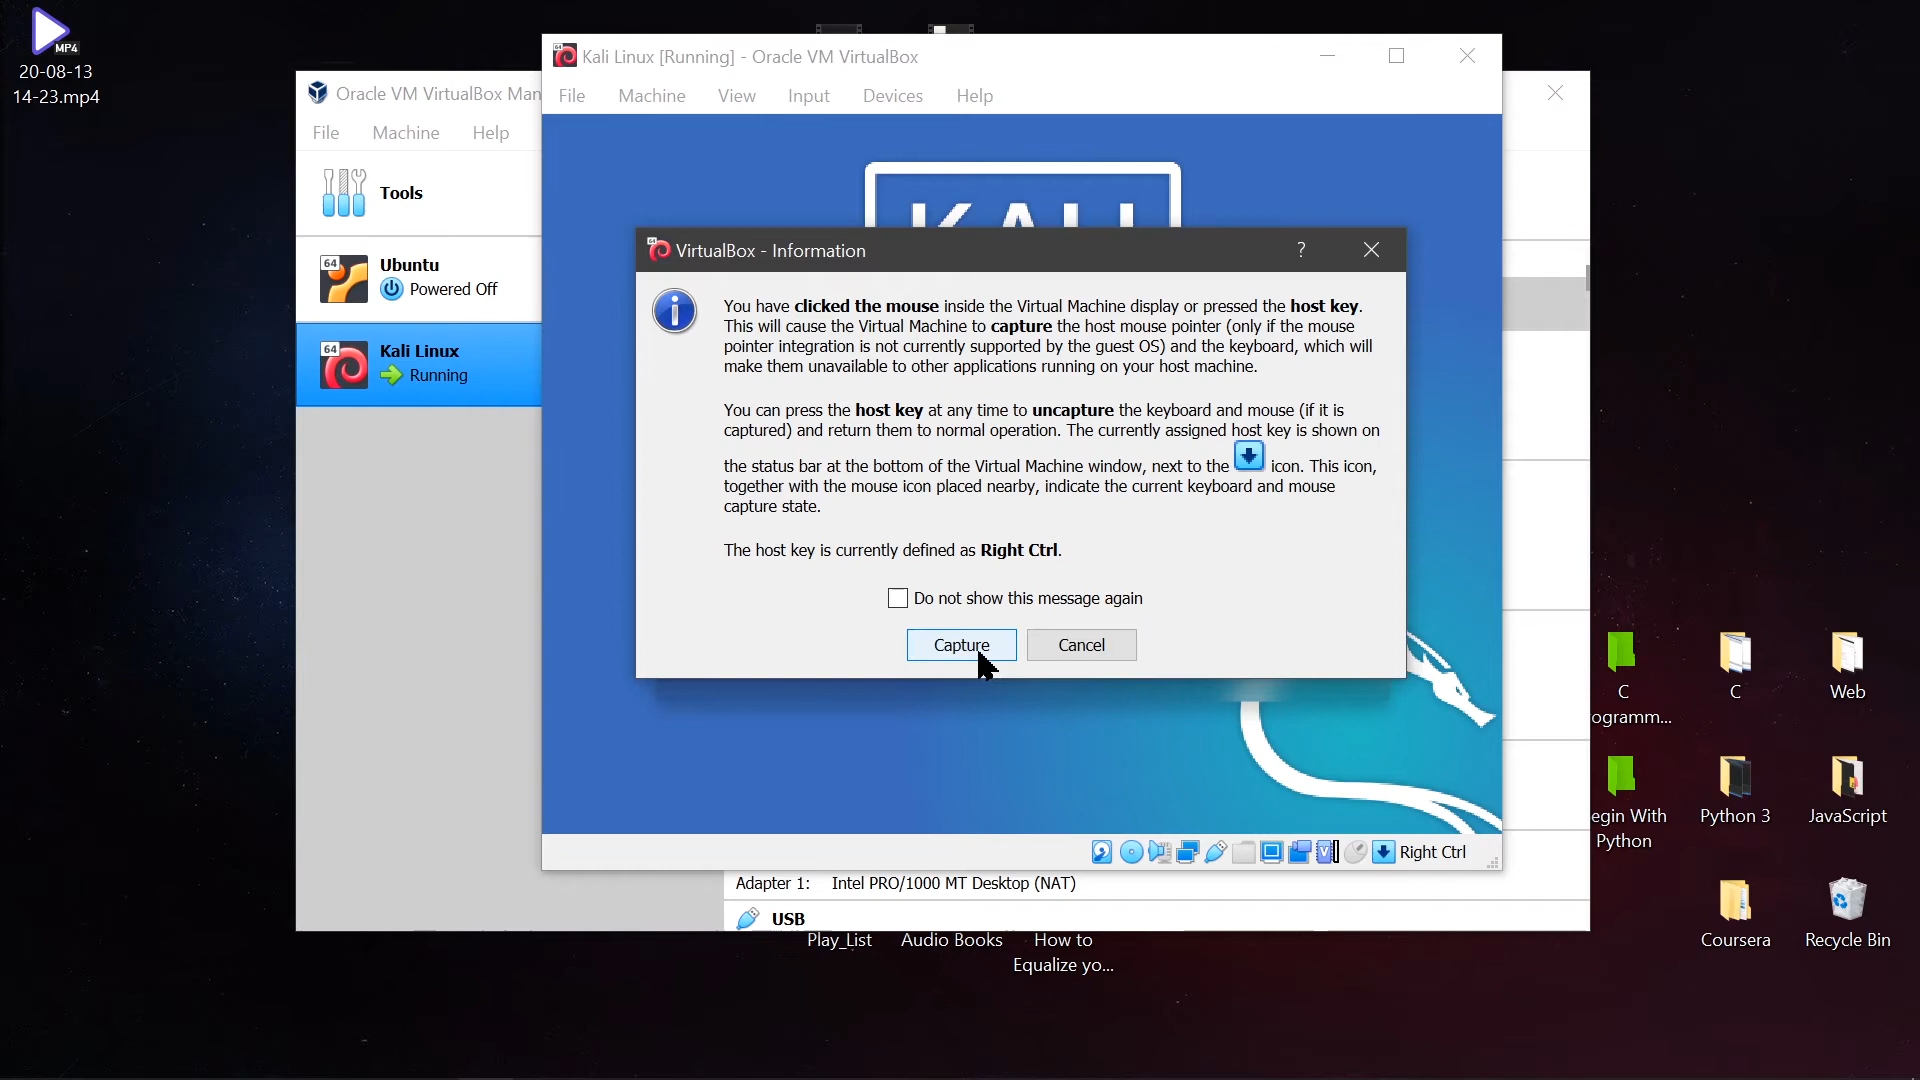 MP4
20-08-13
14-23.mp4
Oracle VM VirtualBox Man
File Machine Help
Tools
64
Ubuntu
Powered Off
64
Kali Linux
Running
64
Kali Linux [Running] - Oracle VM VirtualBox
File Machine View Input Devices Help
KALI
64
VirtualBox - Information
?
You have clicked the mouse inside the Virtual Machine display or pressed the host key.
This will cause the Virtual Machine to capture the host mouse pointer (only if the mouse
pointer integration is not currently supported by the guest OS) and the keyboard, which will
make them unavailable to other applications running on your host machine.
You can press the host key at any time to uncapture the keyboard and mouse (if it is
captured) and return them to normal operation. The currently assigned host key is shown on
the status bar at the bottom of the Virtual Machine window, next to the icon. This icon,
together with the mouse icon placed nearby, indicate the current keyboard and mouse
capture state.
The host key is currently defined as Right Ctrl.
Do not show this message again
Capture Cancel
V
Right Ctrl
Adapter 1: Intel PRO/1000 MT Desktop (NAT)
USB
Play_List
Audio Books
How to
Equalize yo...
C
ogramm...
C
Web
egin With
Python
Python 3
JavaScript
Coursera
Recycle Bin